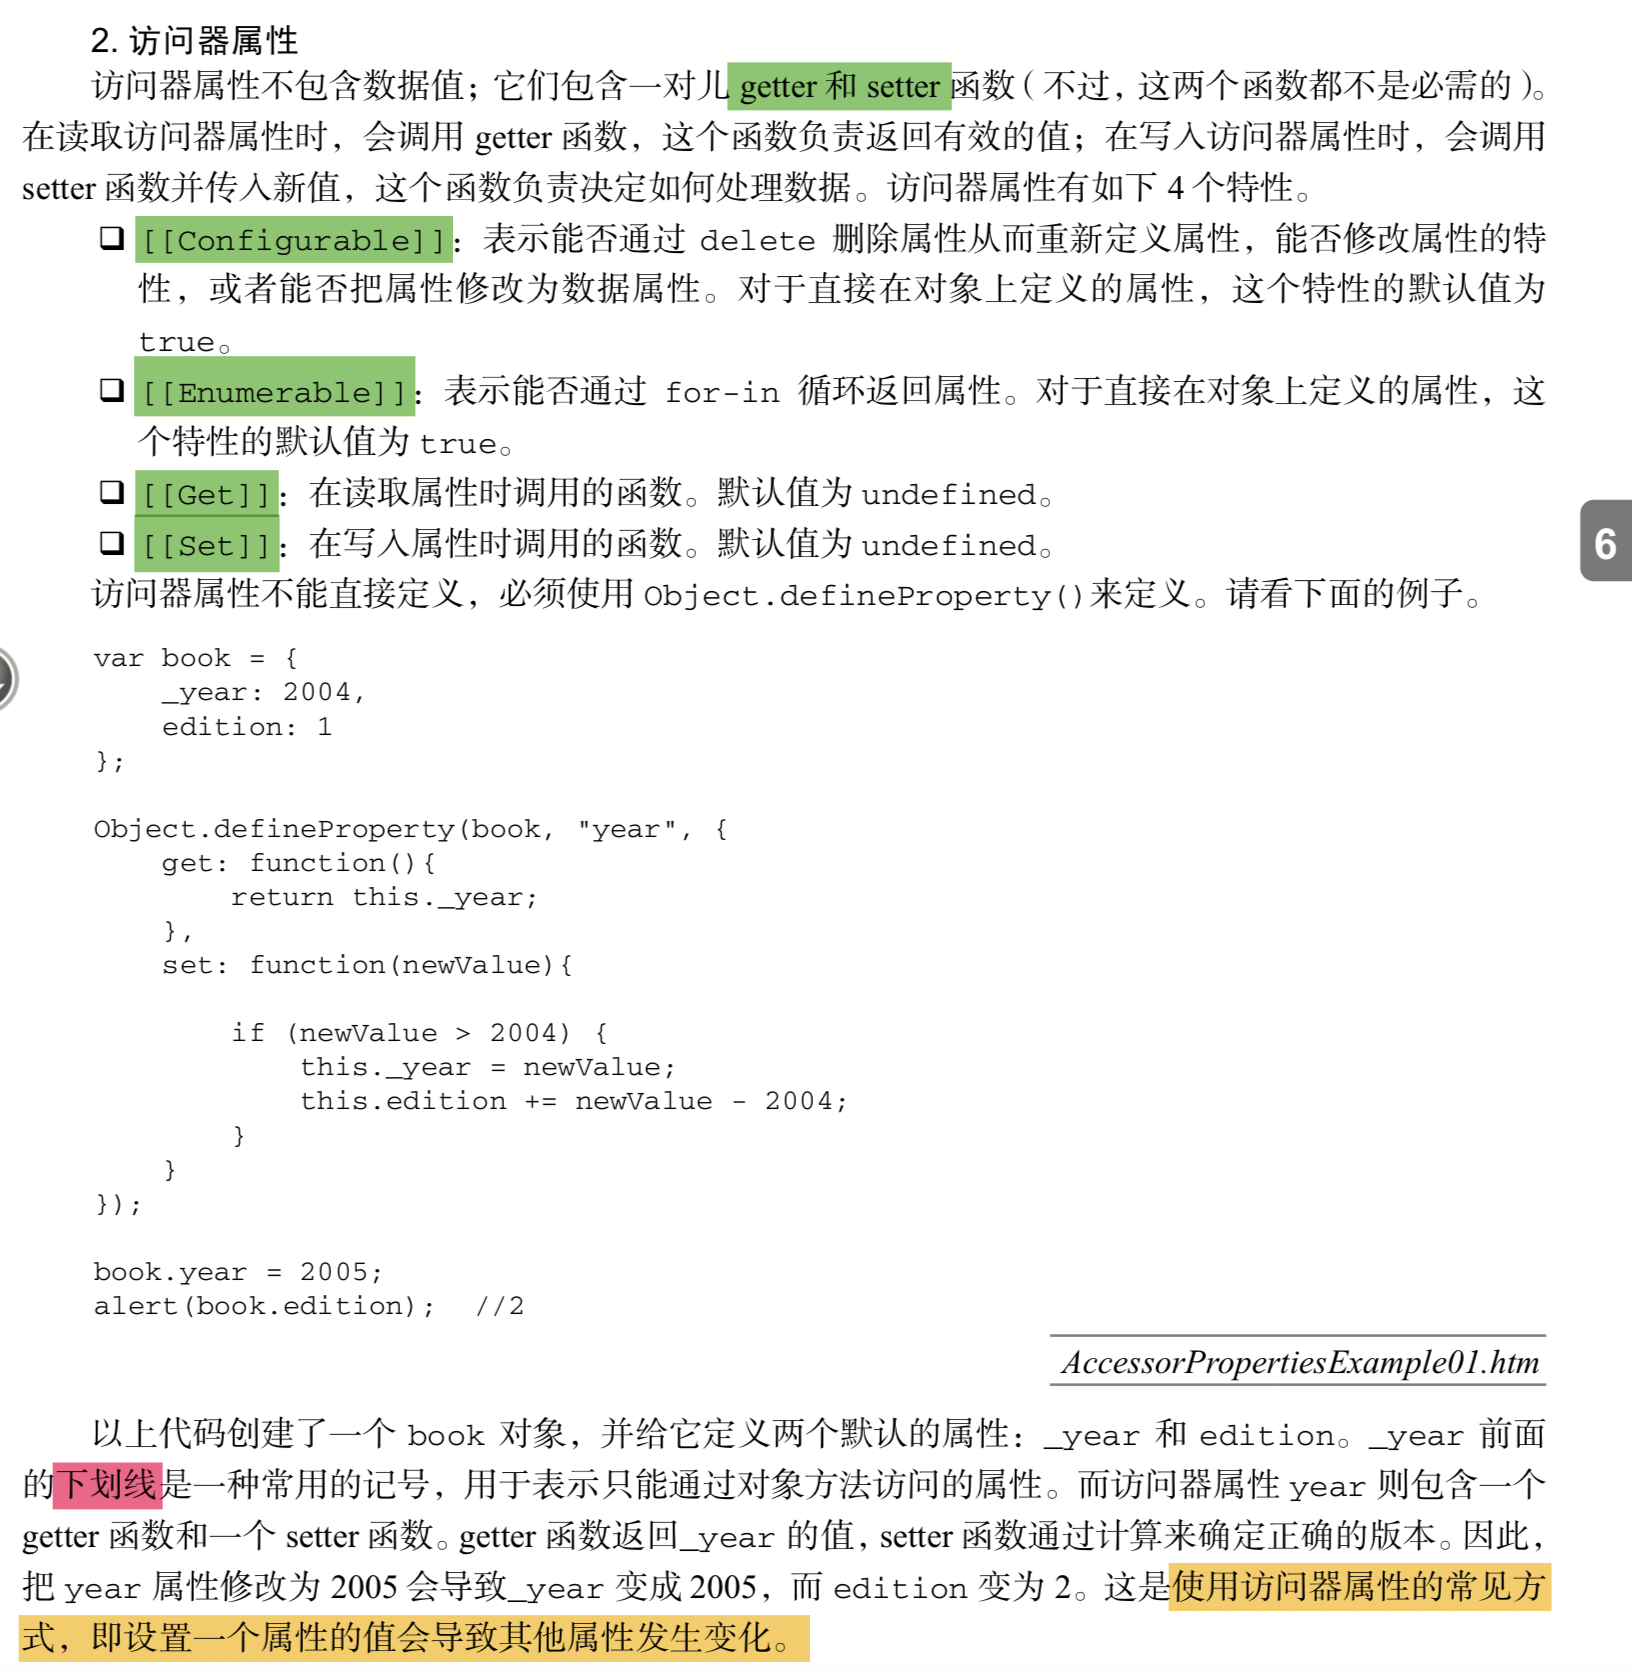 2. 访问器属性
访问器属性不包含数据值；它们包含一对儿 getter 和 setter 函数（不过，这两个函数都不是必需的）。
在读取访问器属性时，会调用 getter 函数，这个函数负责返回有效的值；在写入访问器属性时，会调用
setter 函数并传入新值，这个函数负责决定如何处理数据。访问器属性有如下 4 个特性。
❑ [[Configurable]]：表示能否通过 delete 删除属性从而重新定义属性，能否修改属性的特
性，或者能否把属性修改为数据属性。对于直接在对象上定义的属性，这个特性的默认值为
true。
❑ [[Enumerable]]：表示能否通过 for-in 循环返回属性。对于直接在对象上定义的属性，这
个特性的默认值为 true。
❑ [[Get]]：在读取属性时调用的函数。默认值为 undefined。
❑ [[Set]]：在写入属性时调用的函数。默认值为 undefined。
6
访问器属性不能直接定义，必须使用 Object.defineProperty()来定义。请看下面的例子。
var book = {
    _year: 2004,
    edition: 1
};
Object.defineProperty(book, "year", {
    get: function(){
        return this._year;
    },
    set: function(newValue){
        if (newValue > 2004) {
            this._year = newValue;
            this.edition += newValue - 2004;
        }
    }
});
book.year = 2005;
alert(book.edition);  //2
AccessorPropertiesExample01.htm
以上代码创建了一个 book 对象，并给它定义两个默认的属性：_year 和 edition。_year 前面
的下划线是一种常用的记号，用于表示只能通过对象方法访问的属性。而访问器属性 year 则包含一个
getter 函数和一个 setter 函数。getter 函数返回_year 的值，setter 函数通过计算来确定正确的版本。因此，
把 year 属性修改为 2005 会导致_year 变成 2005，而 edition 变为 2。这是使用访问器属性的常见方
式，即设置一个属性的值会导致其他属性发生变化。